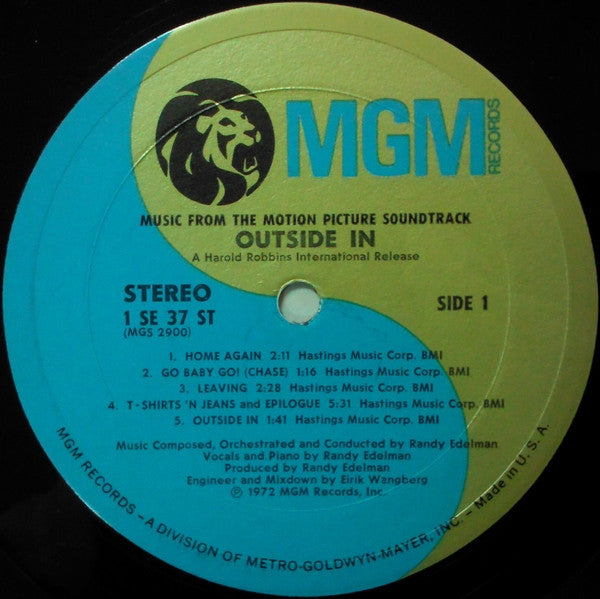 MGM
RECORDS
MUSIC FROM THE MOTION PICTURE SOUNDTRACK
OUTSIDE IN
A Harold Robbins International Release
STEREO
1 SE 37 ST
(MGS 2900)
SIDE 1
1. HOME AGAIN 2:11 Hastings Music Corp. BMI
2. GO BABY GO! (CHASE) 1:16 Hastings Music Corp. BMI
3. LEAVING 2:28 Hastings Music Corp. BMI
4. T-SHIRTS 'N JEANS and EPILOGUE 5:31 Hastings Music Corp. BMI
5. OUTSIDE IN 1:41 Hastings Music Corp. BMI
Music Composed, Orchestrated and Conducted by Randy Edelman
Vocals and Piano by Randy Edelman
Produced by Randy Edelman
Engineer and Mixdown by Eirik Wangberg
℗ 1972 MGM Records, Inc.
MGM RECORDS – A DIVISION OF METRO-GOLDWYN-MAYER, INC. – Made in U. S. A.